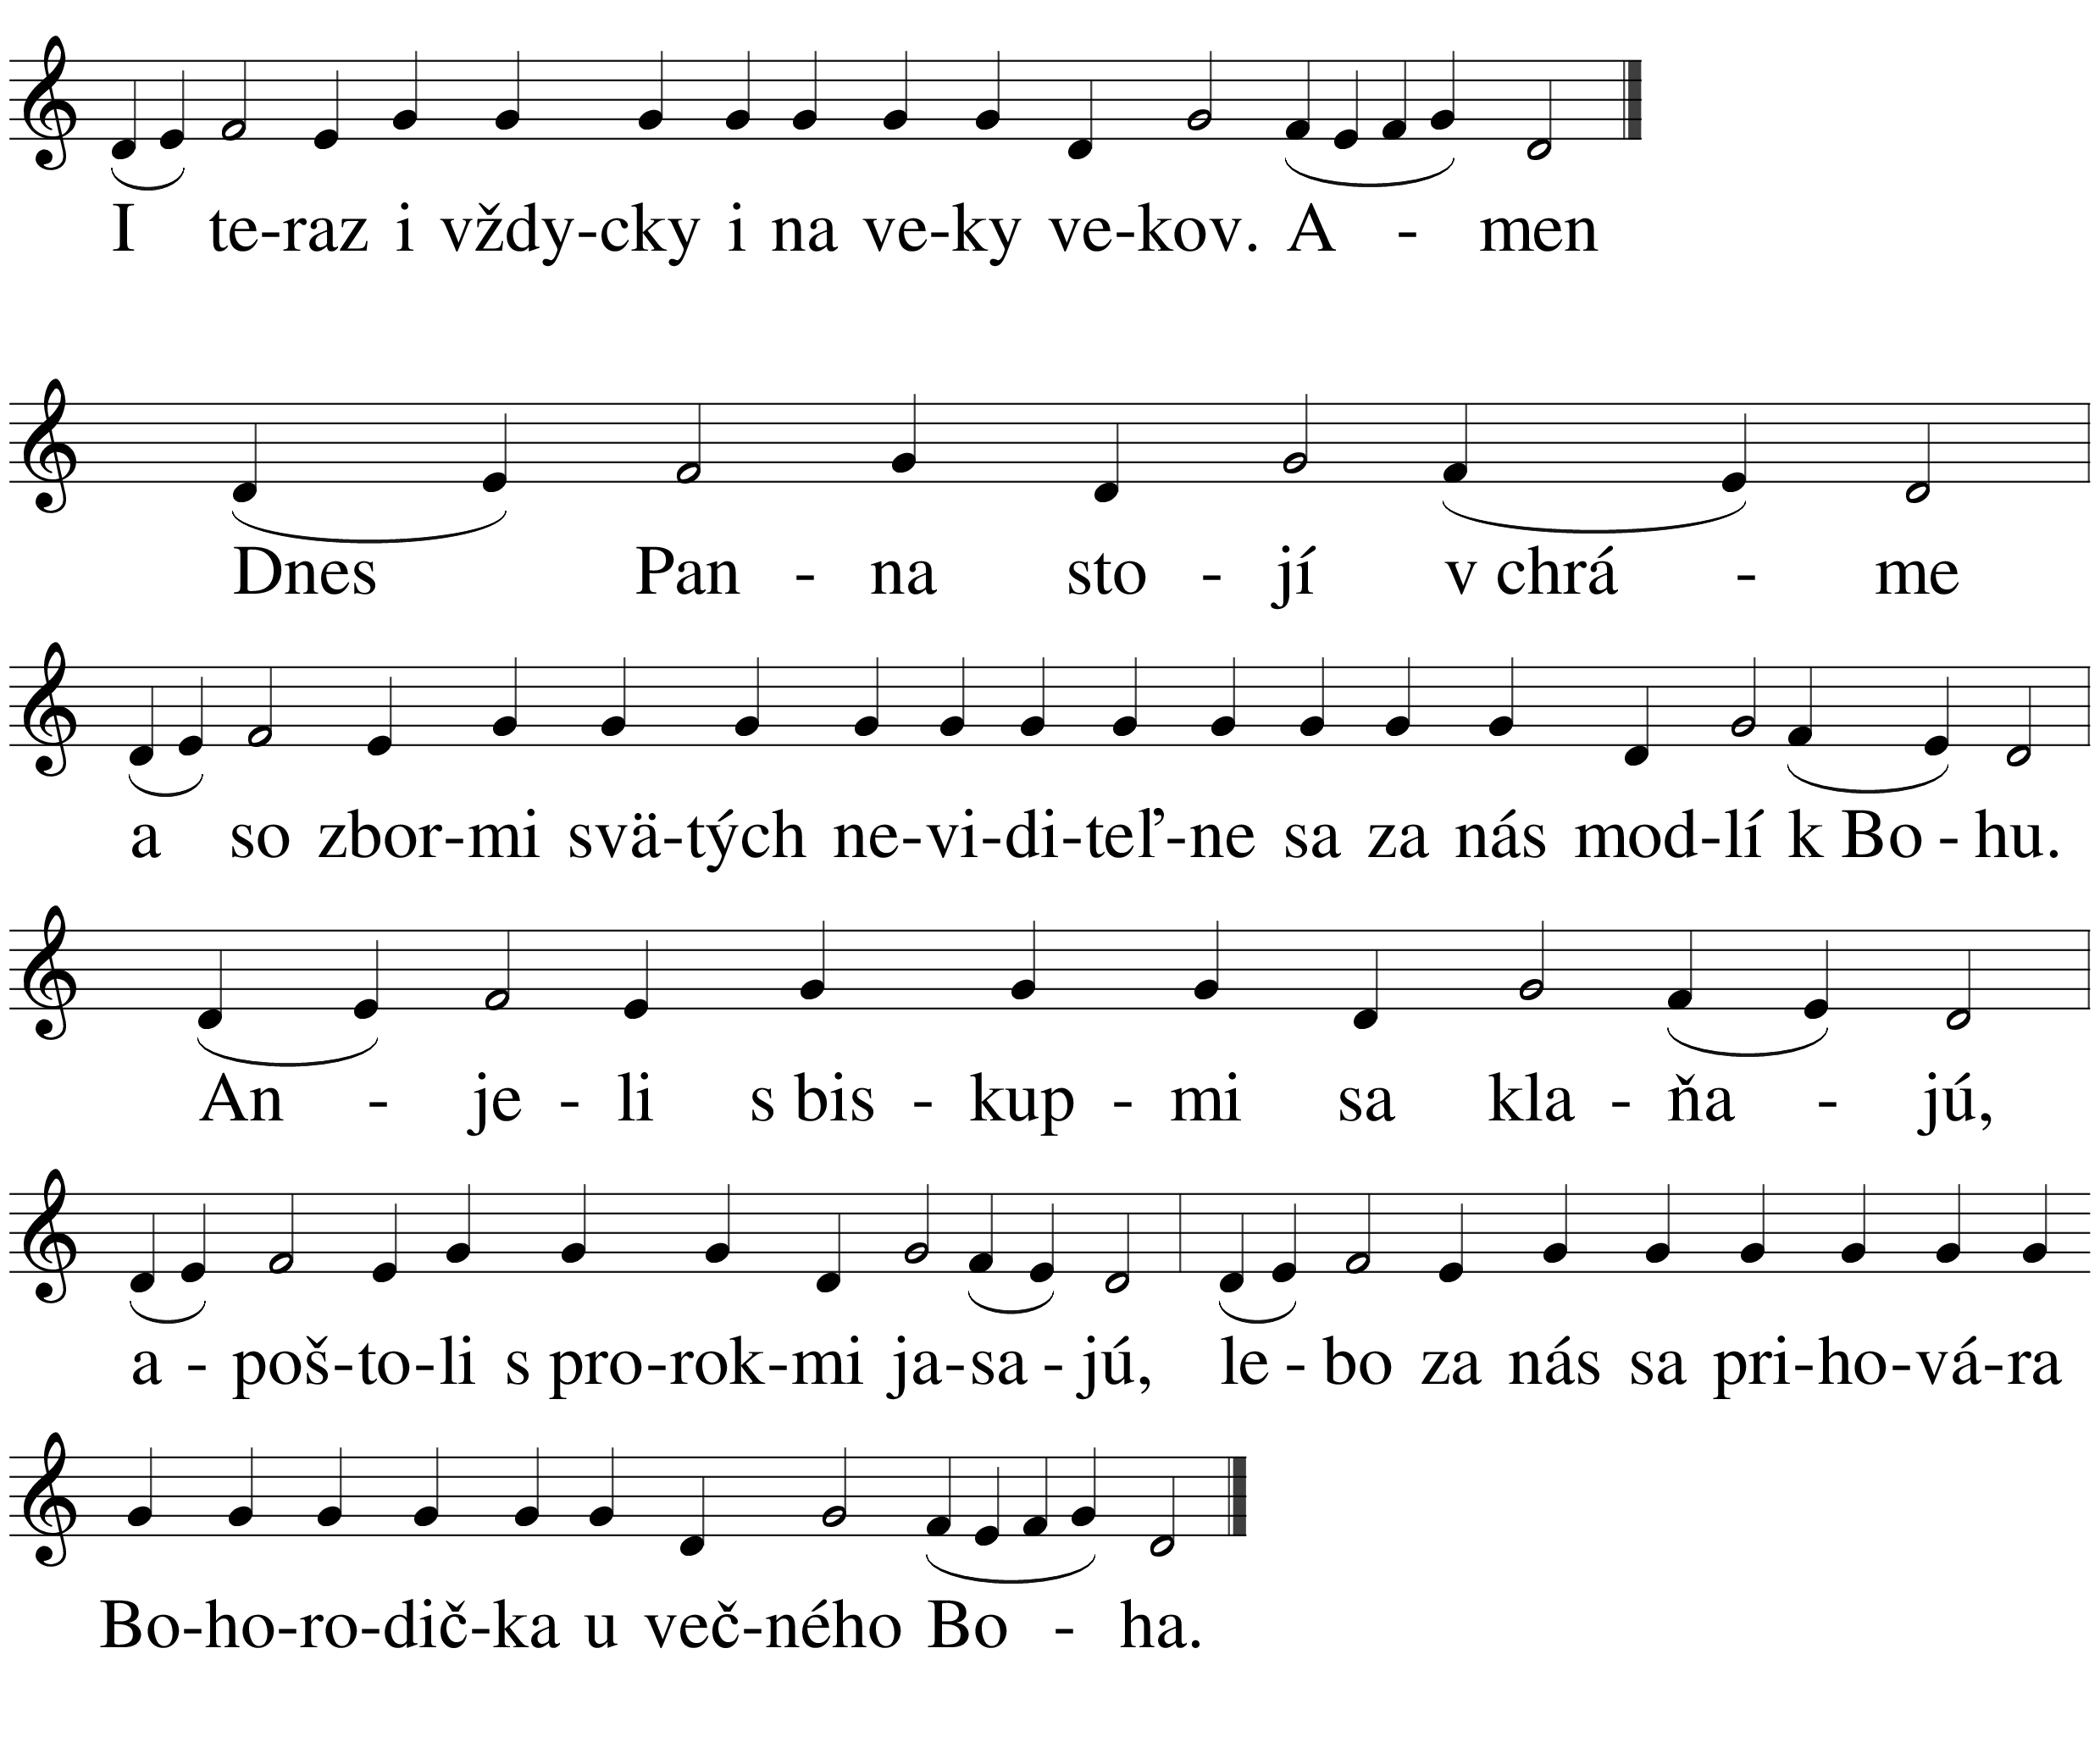 I te-raz i vždy-cky i na ve-ky ve-kov. A - men
Dnes Pan - na sto - jí v chrá - me
a so zbor-mi svä-tých ne-vi-di-teľ-ne sa za nás mod-lí k Bo - hu.
An - je - li s bis - kup - mi sa kla - ňa - jú,
a - poš-to-li s pro-rok-mi ja-sa - jú, le - bo za nás sa pri-ho-vá-ra
Bo-ho-ro-dič-ka u več-ného Bo - ha.